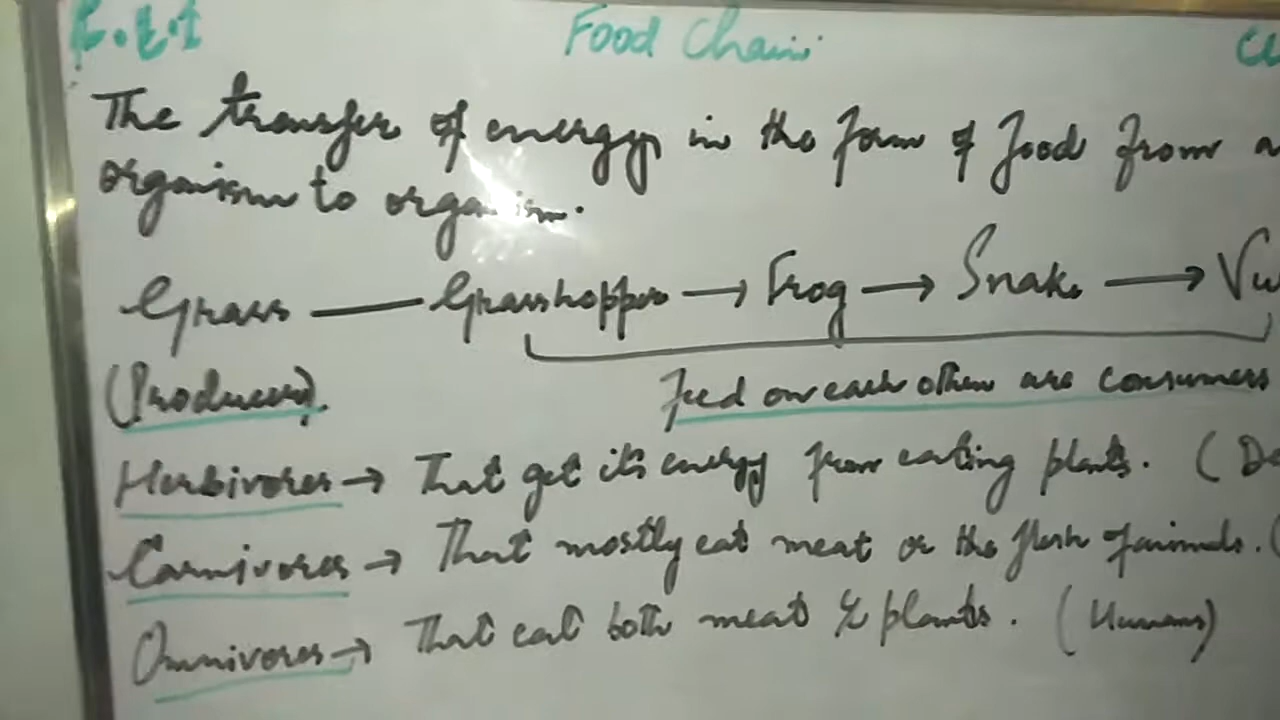 Food Chain
The transfer of energy in the form of food from
organism to organism.
Grass — Grasshopper → Frog → Snake → Vu
(Producer).
Feed on each other are consumers
Herbivores → That get its energy from eating plants. (De
Carnivores → That mostly eat meat or the flesh of animals. (
Omnivores → That eat both meat & plants. (Humans)